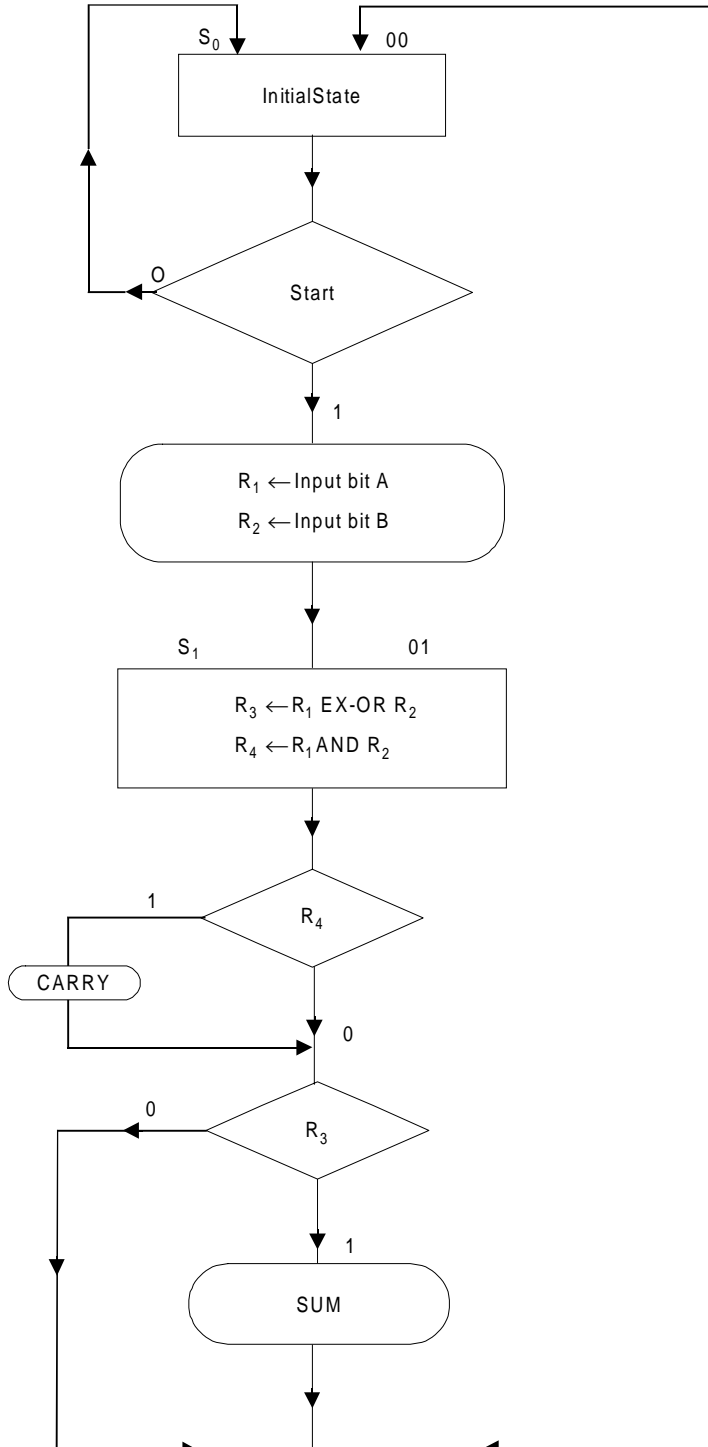 S₀ 00
InitialState
O
Start
1
R₁ ← Input bit A
R₂ ← Input bit B
S₁ 01
R₃ ← R₁ EX-OR R₂
R₄ ← R₁ AND R₂
1
R₄
CARRY
0
0
R₃
1
SUM